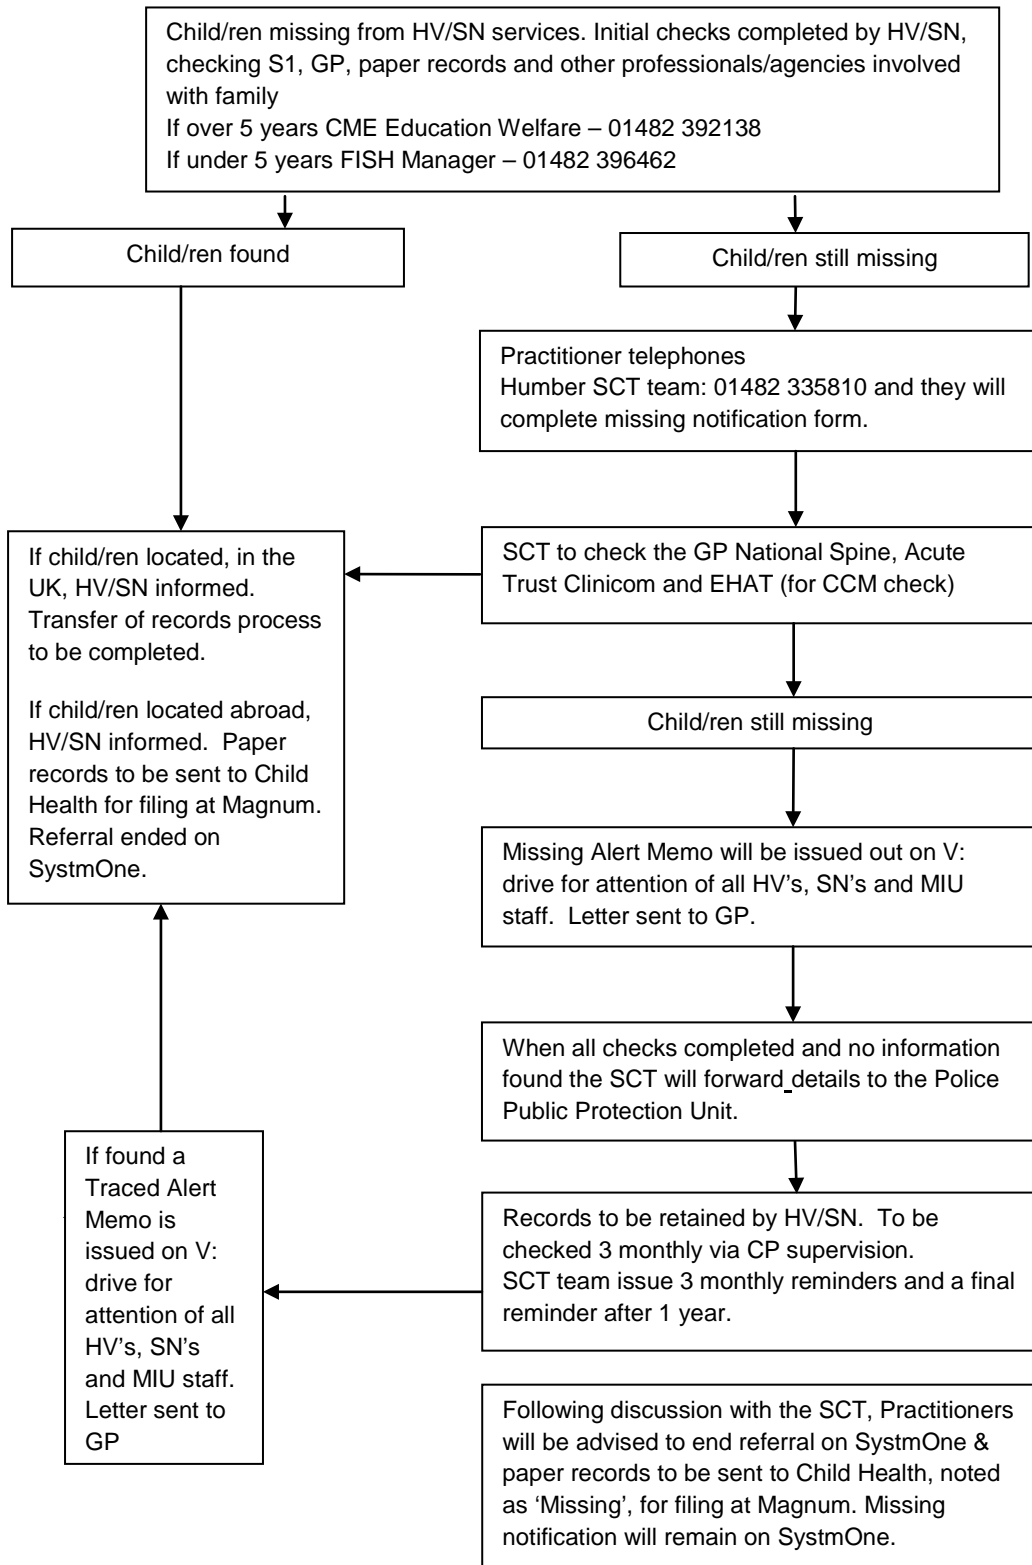 Child/ren missing from HV/SN services. Initial checks completed by HV/SN,
checking S1, GP, paper records and other professionals/agencies involved
with family
If over 5 years CME Education Welfare – 01482 392138
If under 5 years FISH Manager – 01482 396462
Child/ren found
Child/ren still missing
Practitioner telephones
Humber SCT team: 01482 335810 and they will
complete missing notification form.
If child/ren located, in the
UK, HV/SN informed.
Transfer of records process
to be completed.
If child/ren located abroad,
HV/SN informed.  Paper
records to be sent to Child
Health for filing at Magnum.
Referral ended on
SystmOne.
SCT to check the GP National Spine, Acute
Trust Clinicom and EHAT (for CCM check)
Child/ren still missing
Missing Alert Memo will be issued out on V:
drive for attention of all HV's, SN's and MIU
staff.  Letter sent to GP.
When all checks completed and no information
found the SCT will forward details to the Police
Public Protection Unit.
If found a
Traced Alert
Memo is
issued on V:
drive for
attention of all
HV's, SN's
and MIU staff.
Letter sent to
GP
Records to be retained by HV/SN.  To be
checked 3 monthly via CP supervision.
SCT team issue 3 monthly reminders and a final
reminder after 1 year.
Following discussion with the SCT, Practitioners
will be advised to end referral on SystmOne &
paper records to be sent to Child Health, noted
as 'Missing', for filing at Magnum. Missing
notification will remain on SystmOne.